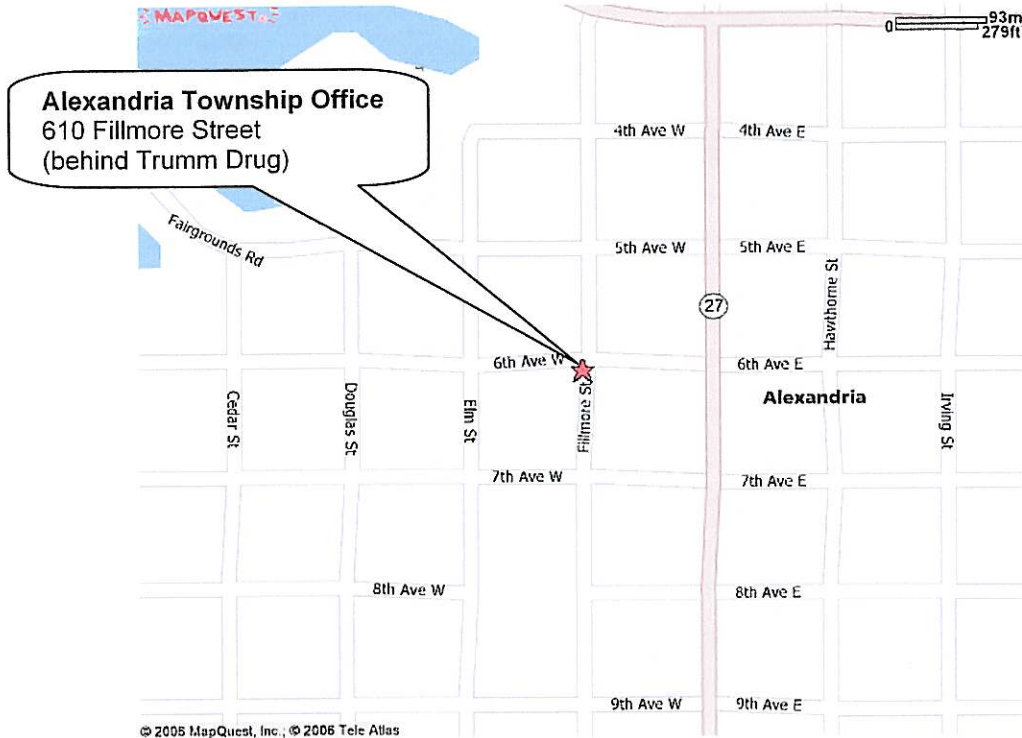 MAPQUEST
0 93m
279ft
Alexandria Township Office
610 Fillmore Street
(behind Trumm Drug)
4th Ave W
4th Ave E
Fairgrounds Rd
5th Ave W
5th Ave E
Hawthorne St
27
6th Ave W
6th Ave E
Alexandria
Cedar St
Douglas St
Elm St
Fillmore St
Irving St
7th Ave W
7th Ave E
8th Ave W
8th Ave E
9th Ave W
9th Ave E
© 2006 MapQuest, Inc.; © 2006 Tele Atlas